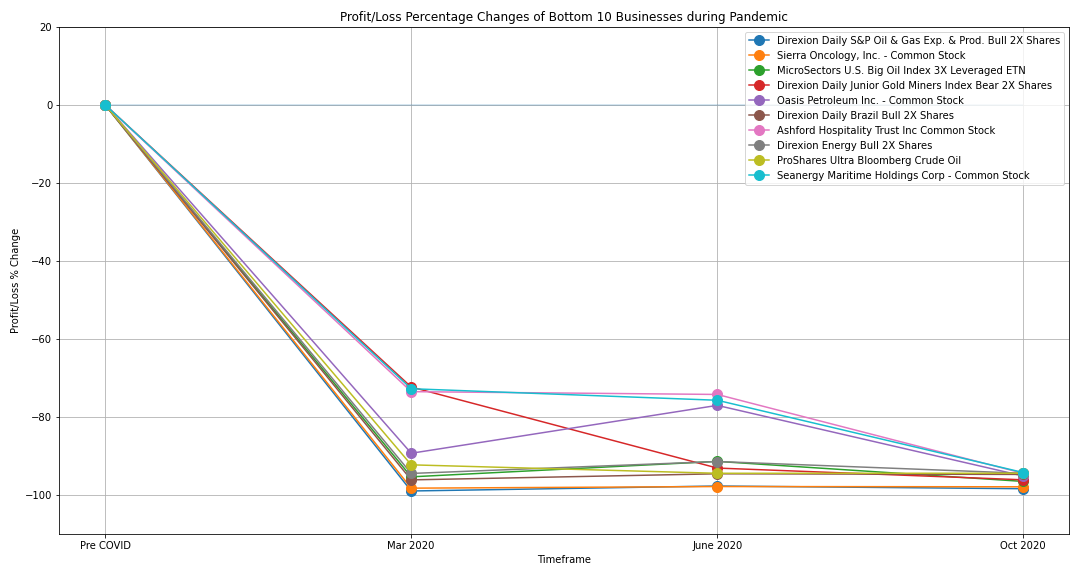 Profit/Loss Percentage Changes of Bottom 10 Businesses during Pandemic
20
0
−20
−40
−60
−80
−100
Profit/Loss % Change
Direxion Daily S&P Oil & Gas Exp. & Prod. Bull 2X Shares
Sierra Oncology, Inc. - Common Stock
MicroSectors U.S. Big Oil Index 3X Leveraged ETN
Direxion Daily Junior Gold Miners Index Bear 2X Shares
Oasis Petroleum Inc. - Common Stock
Direxion Daily Brazil Bull 2X Shares
Ashford Hospitality Trust Inc Common Stock
Direxion Energy Bull 2X Shares
ProShares Ultra Bloomberg Crude Oil
Seanergy Maritime Holdings Corp - Common Stock
Pre COVID
Mar 2020
June 2020
Oct 2020
Timeframe